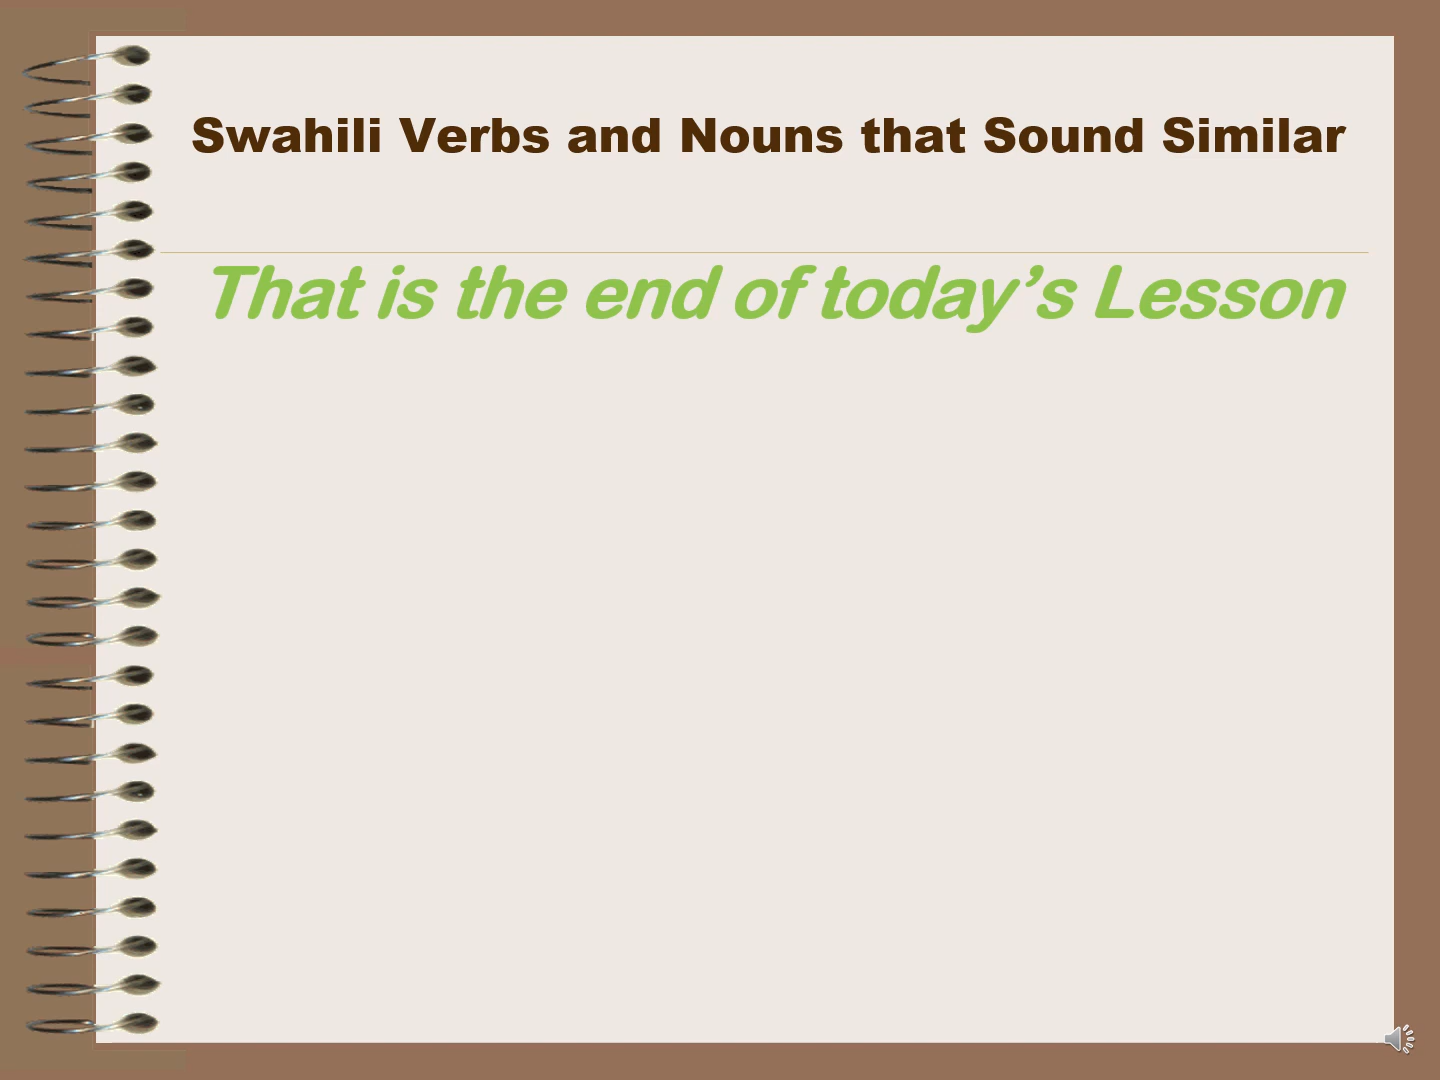 Swahili Verbs and Nouns that Sound Similar
That is the end of today’s Lesson